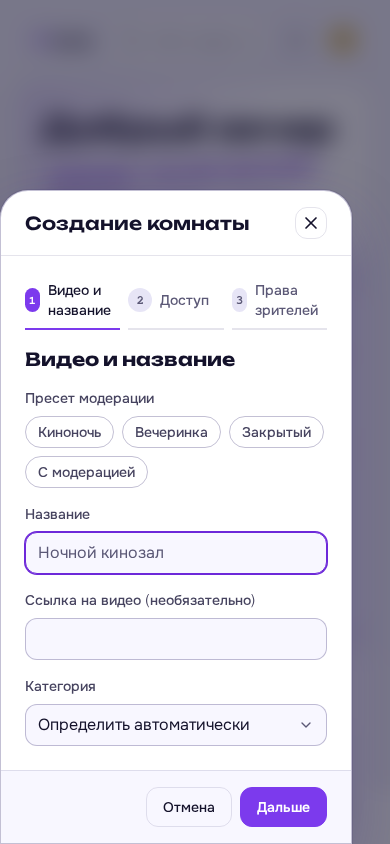 Создание комнаты
1 Видео и
название
2 Доступ
3 Права
зрителей
Видео и название
Пресет модерации
Киноночь Вечеринка Закрытый
С модерацией
Название
Ночной кинозал
Ссылка на видео (необязательно)
Категория
Определить автоматически
Отмена Дальше